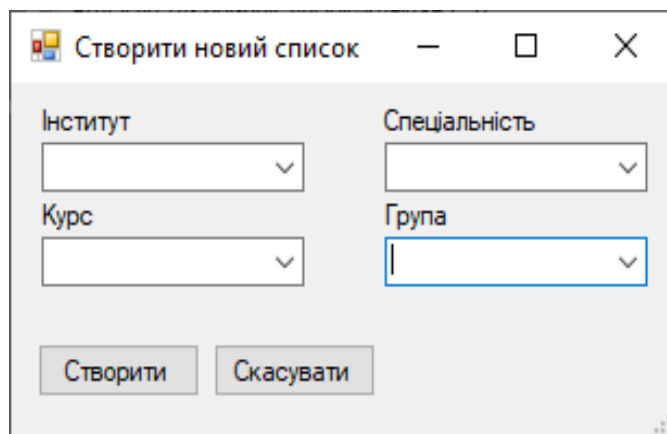 Створити новий список
Інститут Спеціальність
Курс Група
Створити Скасувати